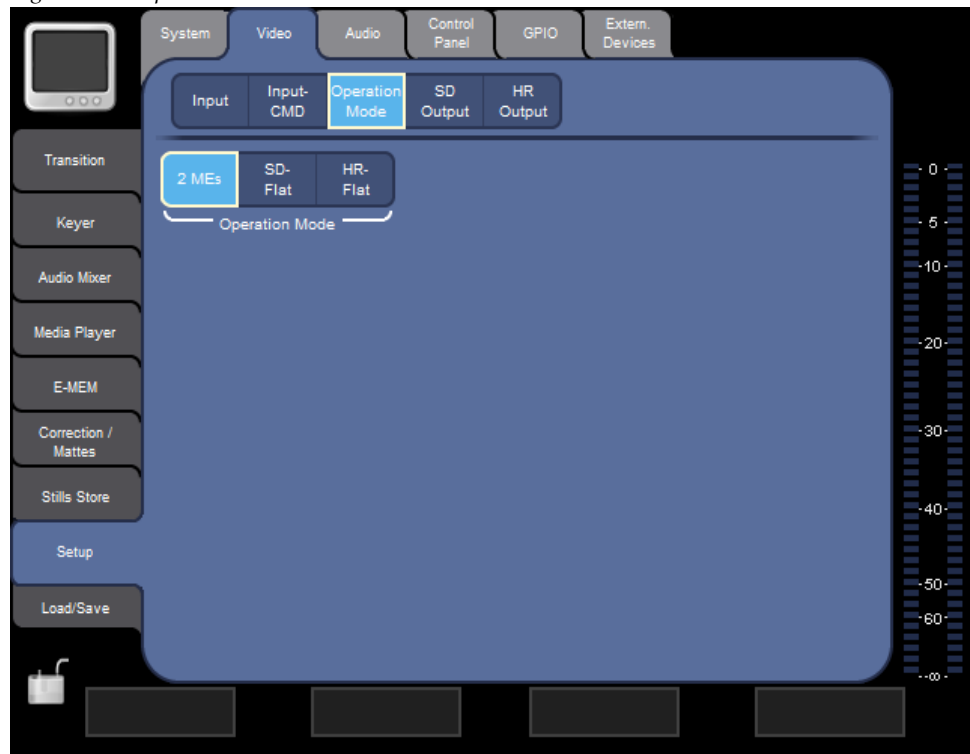 System
Video
Audio
Control
Panel
GPIO
Extern.
Devices
Input
Input-
CMD
Operation
Mode
SD
Output
HR
Output
2 MEs
SD-
Flat
HR-
Flat
Operation Mode
Transition
Keyer
Audio Mixer
Media Player
E-MEM
Correction /
Mattes
Stills Store
Setup
Load/Save
- 0 -
- 5 -
-10-
-20-
-30-
-40-
-50-
-60-
--∞-